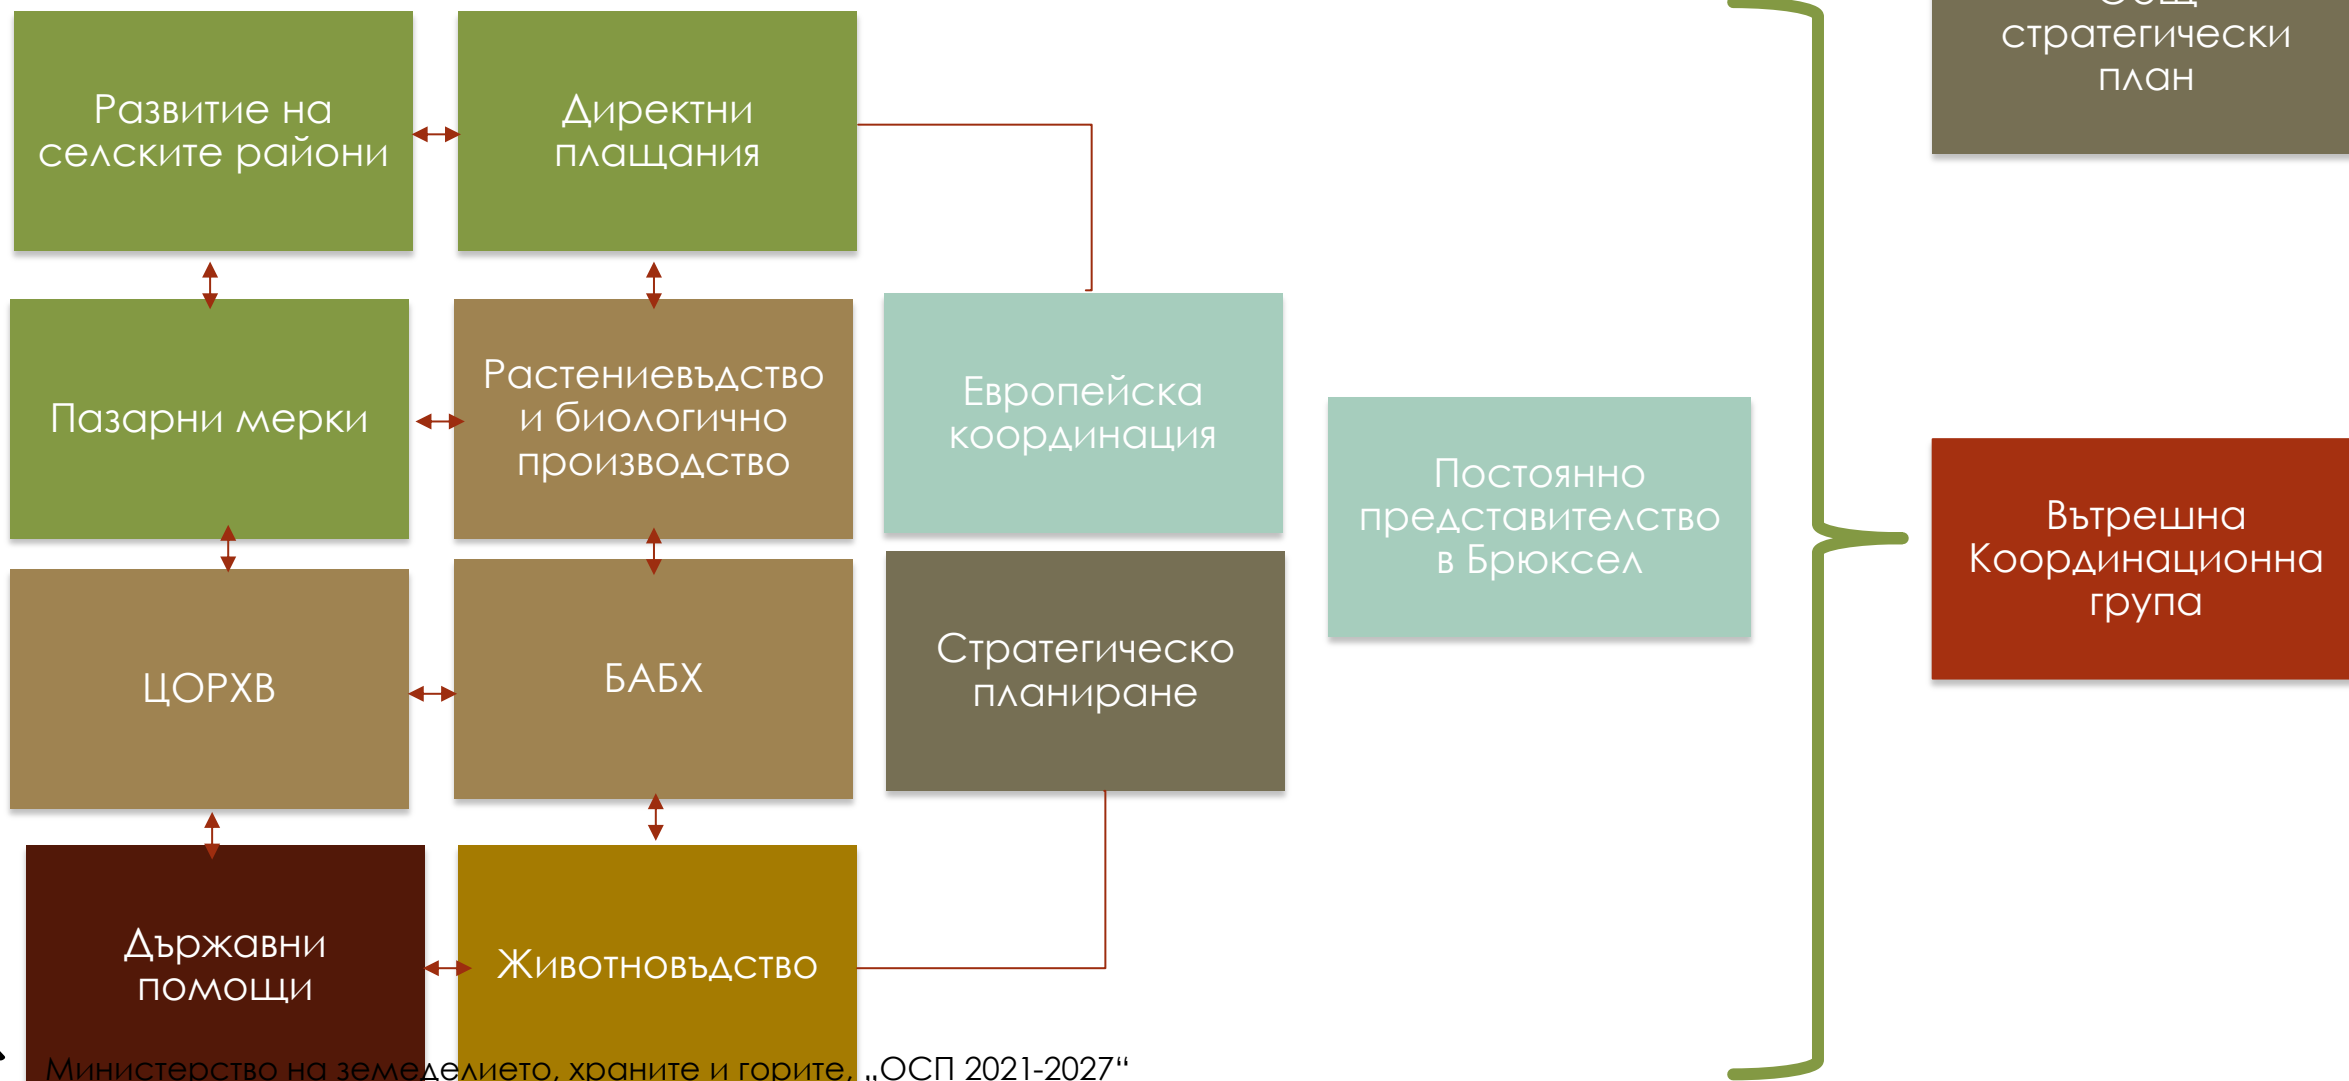 Развитие на
селските райони
Директни
плащания
стратегически
план
Пазарни мерки
Растениевъдство
и биологично
производство
Европейска
координация
Постоянно
представителство
в Брюксел
Вътрешна
Координационна
група
ЦОРХВ
БАБХ
Стратегическо
планиране
Държавни
помощи
Животновъдство
Министерство на земеделието, храните и горите, „ОСП 2021-2027“